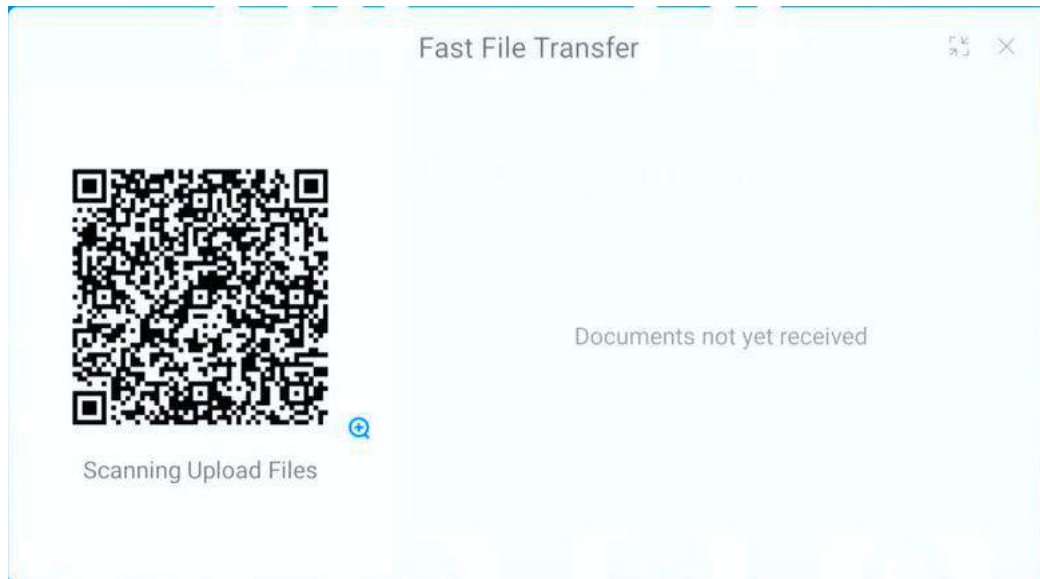 Fast File Transfer
Documents not yet received
Scanning Upload Files